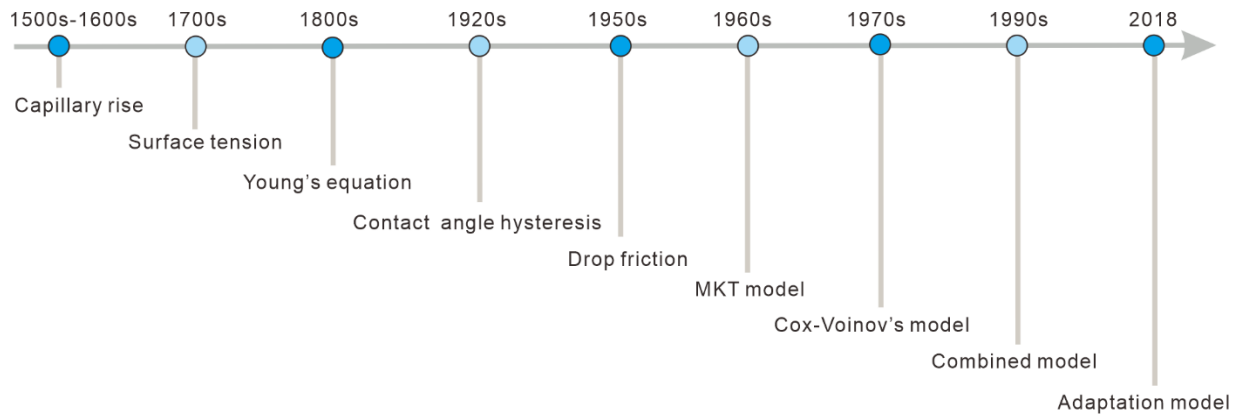 1500s-1600s 1700s 1800s 1920s 1950s 1960s 1970s 1990s 2018
Capillary rise
Surface tension
Young's equation
Contact angle hysteresis
Drop friction
MKT model
Cox-Voinov's model
Combined model
Adaptation model